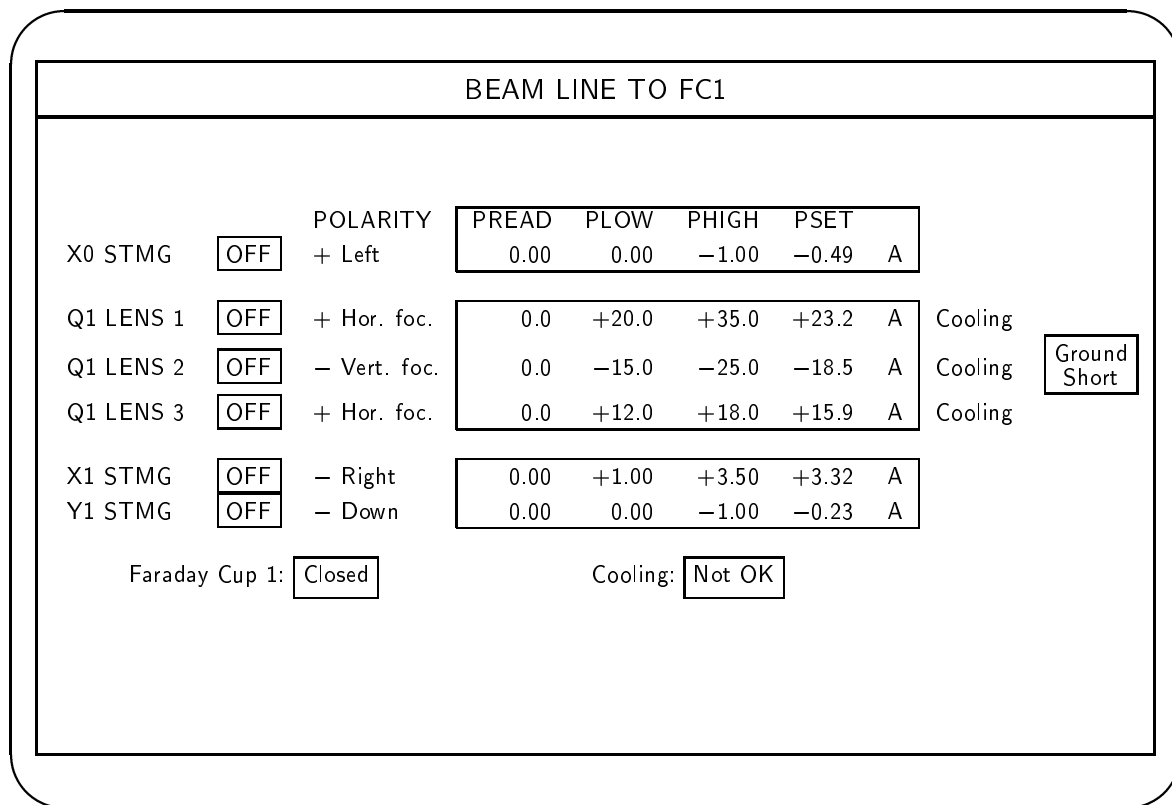 BEAM LINE TO FC1
POLARITY PREAD PLOW PHIGH PSET
X0 STMG OFF + Left 0.00 0.00 −1.00 −0.49 A
Q1 LENS 1 OFF + Hor. foc. 0.0 +20.0 +35.0 +23.2 A Cooling
Q1 LENS 2 OFF − Vert. foc. 0.0 −15.0 −25.0 −18.5 A Cooling Ground Short
Q1 LENS 3 OFF + Hor. foc. 0.0 +12.0 +18.0 +15.9 A Cooling
X1 STMG OFF − Right 0.00 +1.00 +3.50 +3.32 A
Y1 STMG OFF − Down 0.00 0.00 −1.00 −0.23 A
Faraday Cup 1: Closed Cooling: Not OK